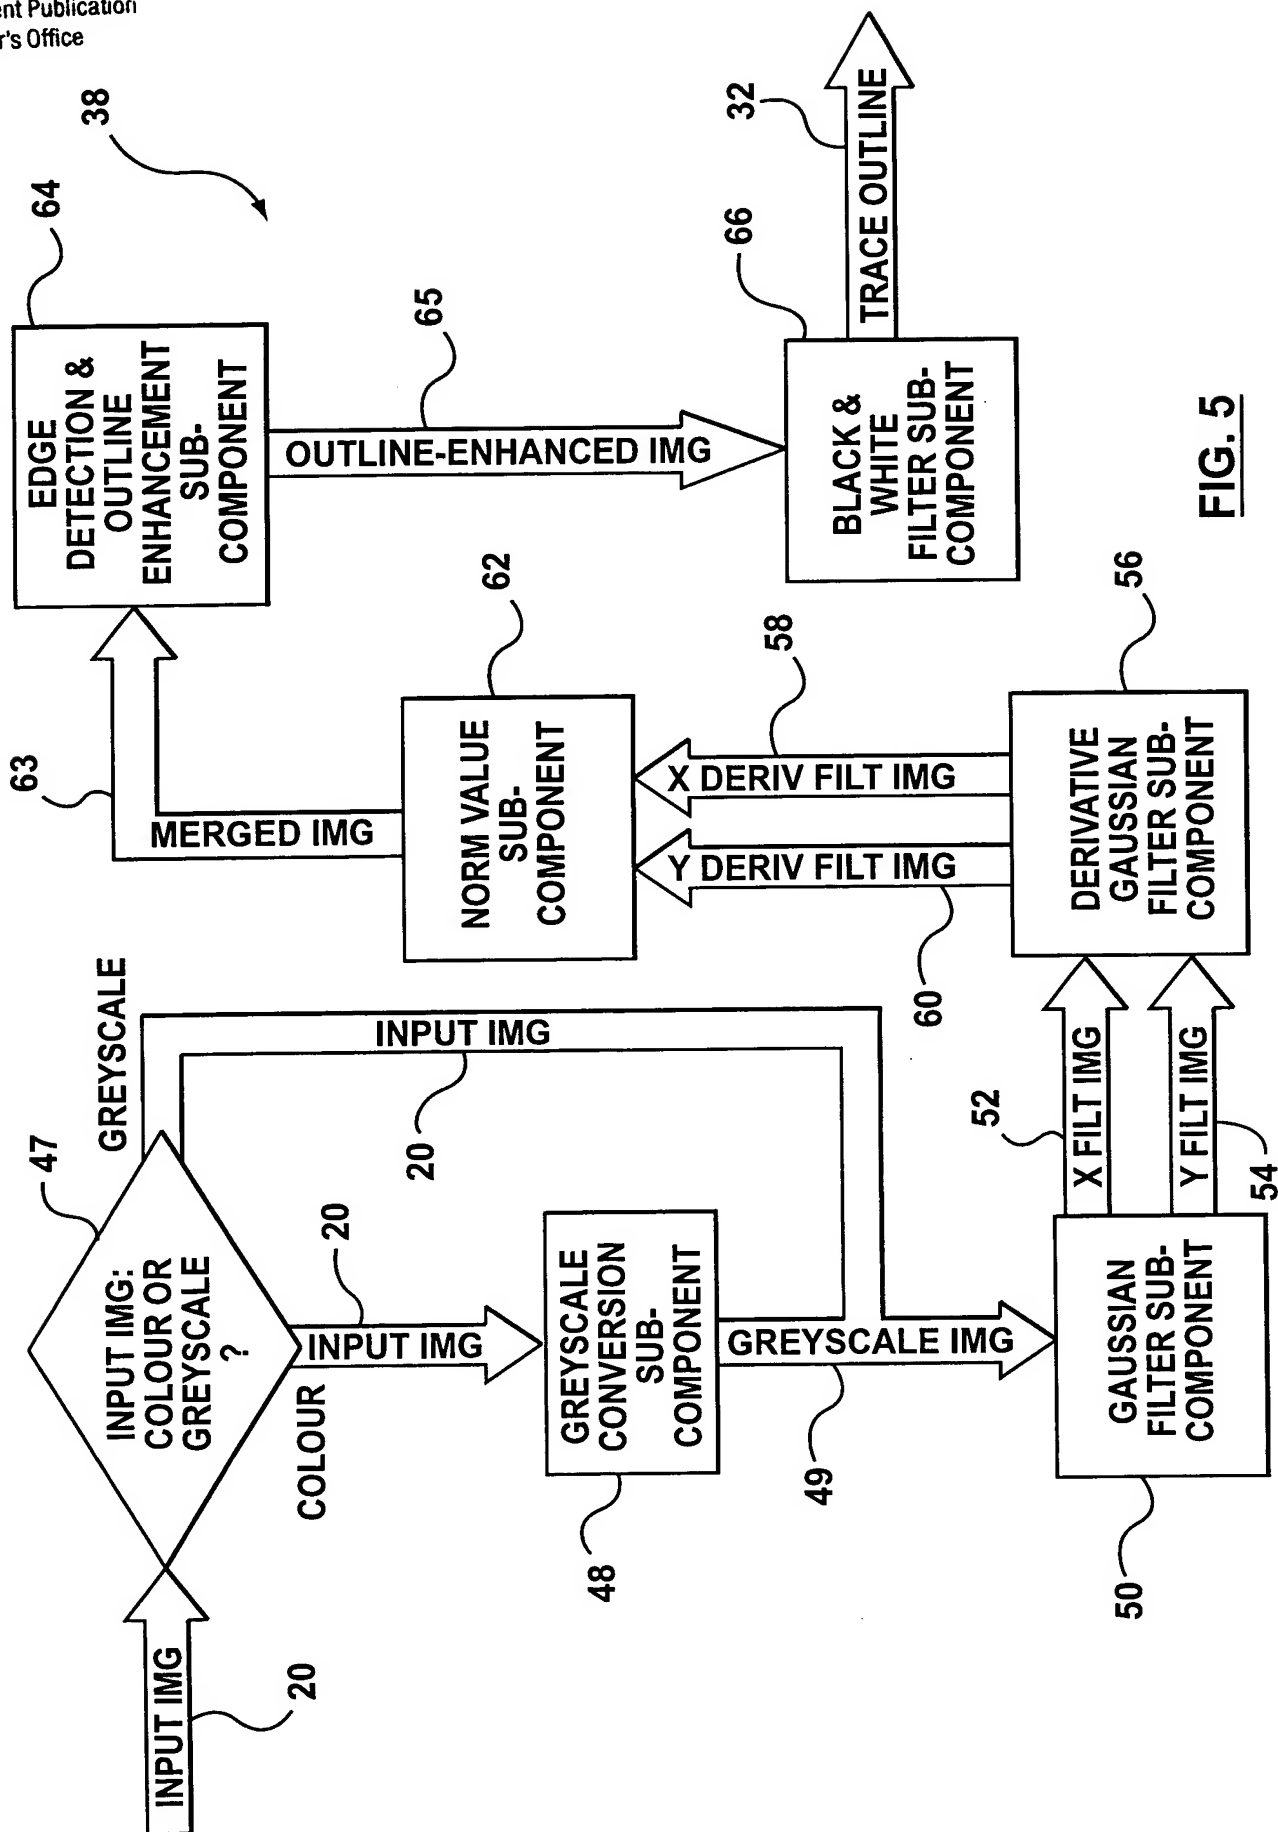 nt Publication
r's Office
INPUT IMG
20
INPUT IMG:
COLOUR OR
GREYSCALE
?
47
GREYSCALE
COLOUR
INPUT IMG
20
INPUT IMG
20
GREYSCALE
CONVERSION
SUB-
COMPONENT
48
GREYSCALE IMG
49
GAUSSIAN
FILTER SUB-
COMPONENT
50
X FILT IMG
52
Y FILT IMG
54
DERIVATIVE
GAUSSIAN
FILTER SUB-
COMPONENT
56
X DERIV FILT IMG
58
Y DERIV FILT IMG
60
NORM VALUE
SUB-
COMPONENT
62
MERGED IMG
63
EDGE
DETECTION &
OUTLINE
ENHANCEMENT
SUB-
COMPONENT
64
38
OUTLINE-ENHANCED IMG
65
BLACK &
WHITE
FILTER SUB-
COMPONENT
66
TRACE OUTLINE
32
FIG. 5